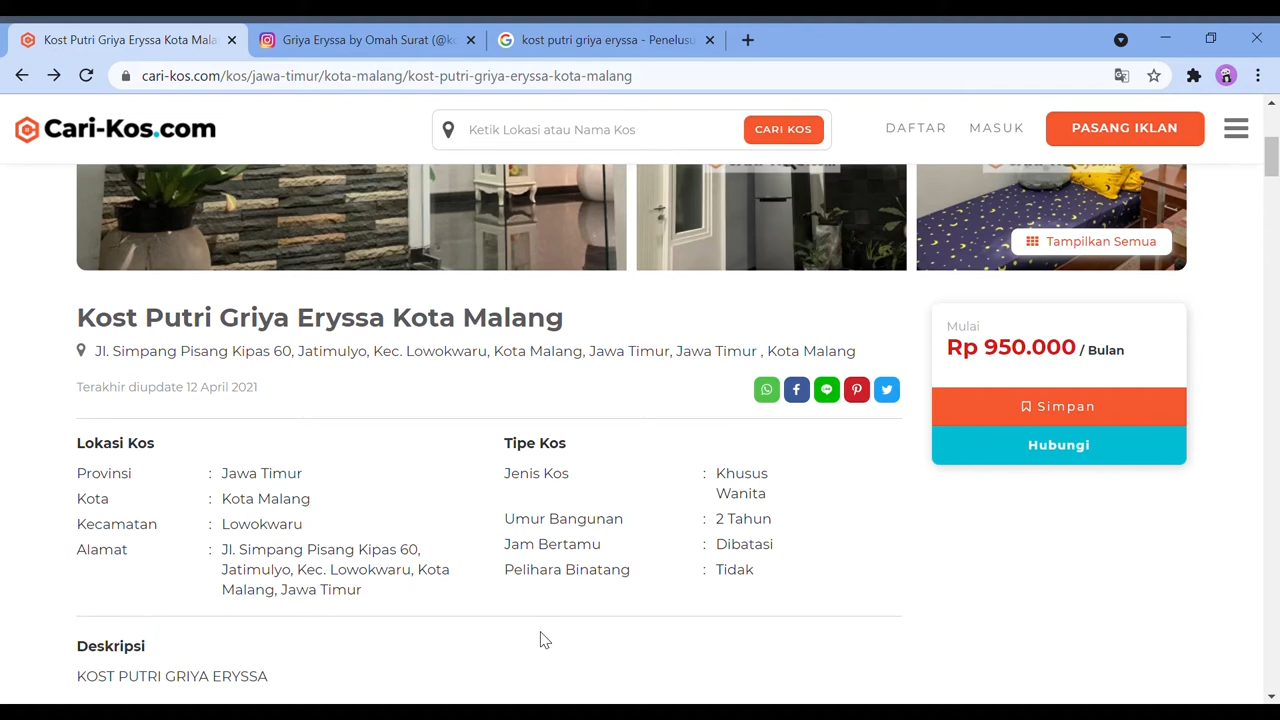 Kost Putri Griya Eryssa Kota Mala
Griya Eryssa by Omah Surat (@ko
kost putri griya eryssa - Penelusu
cari-kos.com/kos/jawa-timur/kota-malang/kost-putri-griya-eryssa-kota-malang
Cari-Kos.com
Ketik Lokasi atau Nama Kos
CARI KOS
DAFTAR
MASUK
PASANG IKLAN
Tampilkan Semua
Kost Putri Griya Eryssa Kota Malang
Jl. Simpang Pisang Kipas 60, Jatimulyo, Kec. Lowokwaru, Kota Malang, Jawa Timur, Jawa Timur , Kota Malang
Terakhir diupdate 12 April 2021
Mulai
Rp 950.000 / Bulan
Simpan
Hubungi
Lokasi Kos
Provinsi : Jawa Timur
Kota : Kota Malang
Kecamatan : Lowokwaru
Alamat : Jl. Simpang Pisang Kipas 60,
Jatimulyo, Kec. Lowokwaru, Kota
Malang, Jawa Timur
Tipe Kos
Jenis Kos : Khusus
Wanita
Umur Bangunan : 2 Tahun
Jam Bertamu : Dibatasi
Pelihara Binatang : Tidak
Deskripsi
KOST PUTRI GRIYA ERYSSA